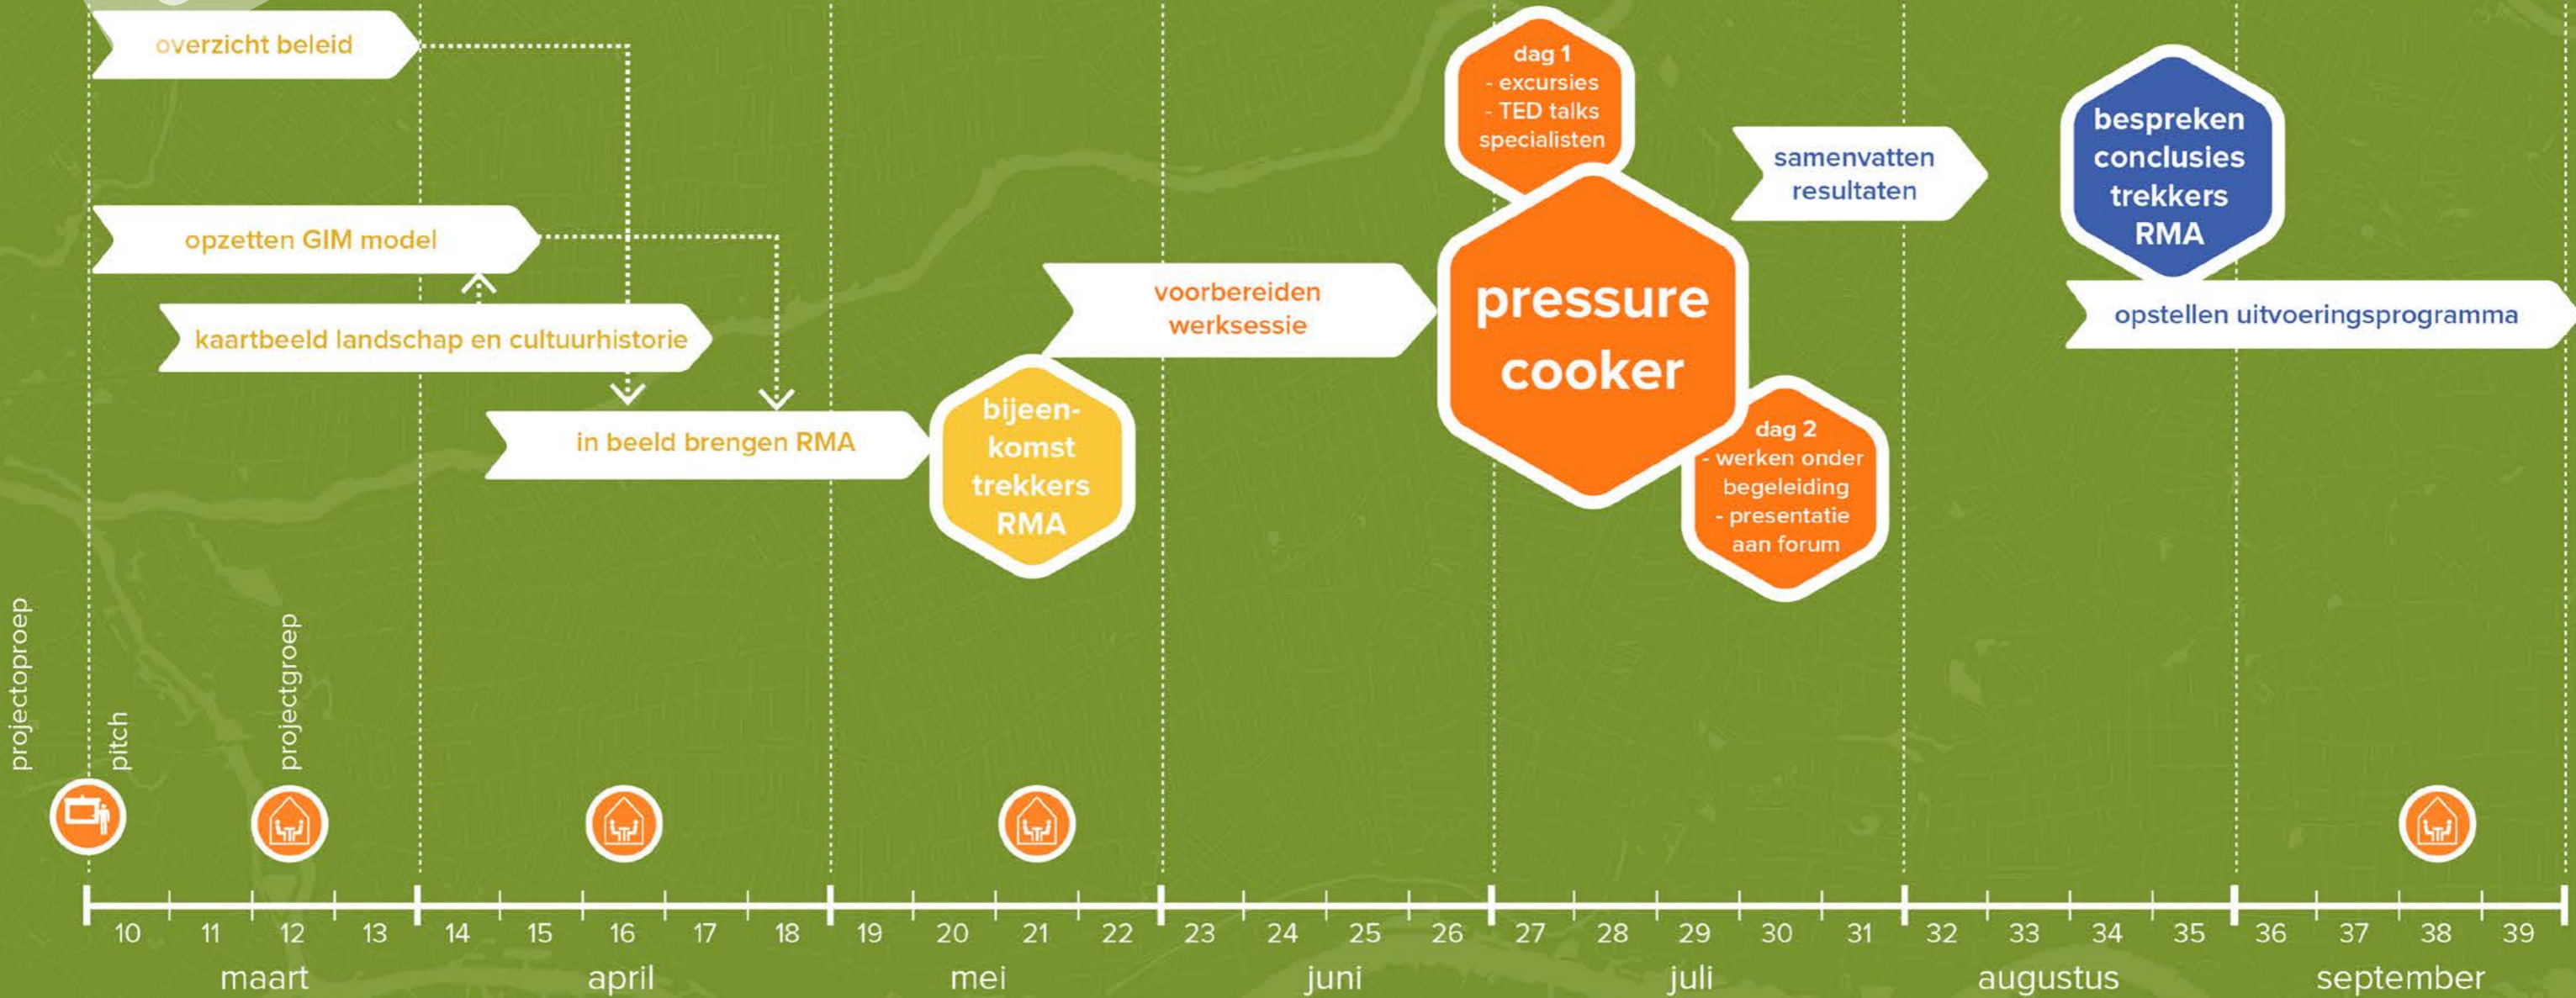 overzicht beleid
opzetten GIM model
kaartbeeld landschap en cultuurhistorie
in beeld brengen RMA
bijeen-
komst
trekkers
RMA
voorbereiden
werksessie
dag 1
- excursies
- TED talks
specialisten
pressure
cooker
dag 2
- werken onder
begeleiding
- presentatie
aan forum
samenvatten
resultaten
bespreken
conclusies
trekkers
RMA
opstellen uitvoeringsprogramma
projectoproep
pitch
projectgroep
10 11 12 13 14 15 16 17 18 19 20 21 22 23 24 25 26 27 28 29 30 31 32 33 34 35 36 37 38 39
maart april mei juni juli augustus september